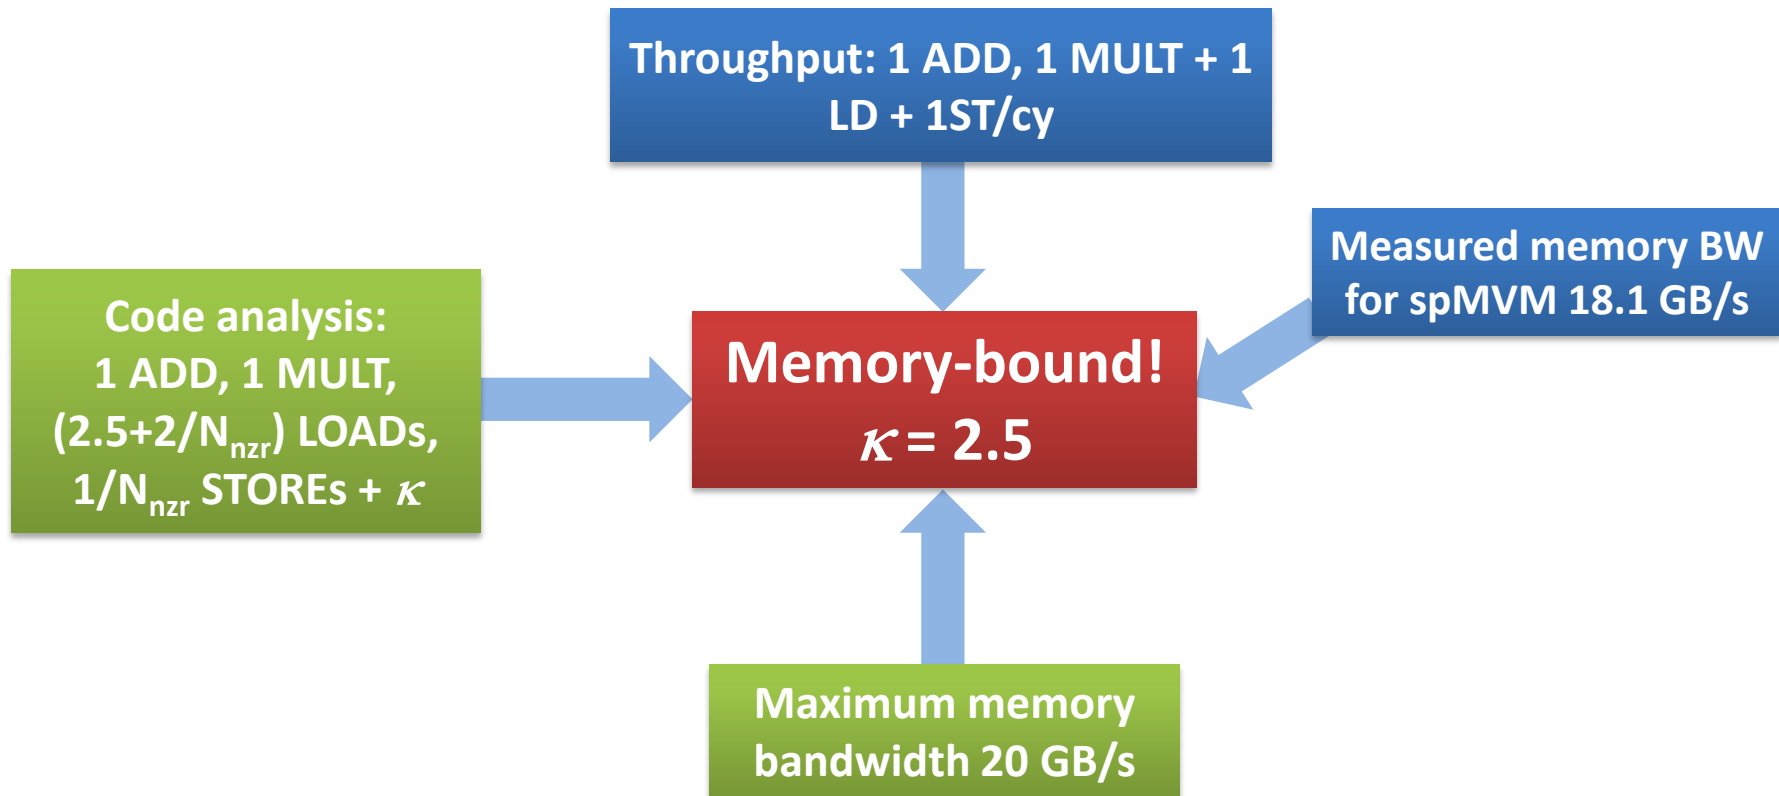 Throughput: 1 ADD, 1 MULT + 1
LD + 1ST/cy
Measured memory BW
for spMVM 18.1 GB/s
Code analysis:
1 ADD, 1 MULT,
(2.5+2/Nnzr) LOADs,
1/Nnzr STOREs + κ
Memory-bound!
κ = 2.5
Maximum memory
bandwidth 20 GB/s